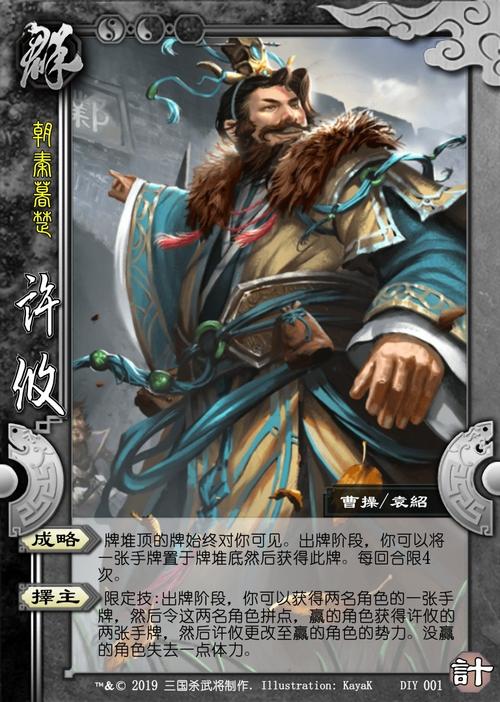 群
朝秦暮楚
许攸
鄴
曹操/袁紹
成略
牌堆顶的牌始终对你可见。出牌阶段，你可以将
一张手牌置于牌堆底然后获得此牌。每回合限4
次。
擇主
限定技:出牌阶段，你可以获得两名角色的一张手
牌，然后令这两名角色拼点，赢的角色获得许攸的
两张手牌，然后许攸更改至赢的角色的势力。没赢
的角色失去一点体力。
計
™&© 2019 三国杀武将制作. Illustration: KayaK
DIY 001